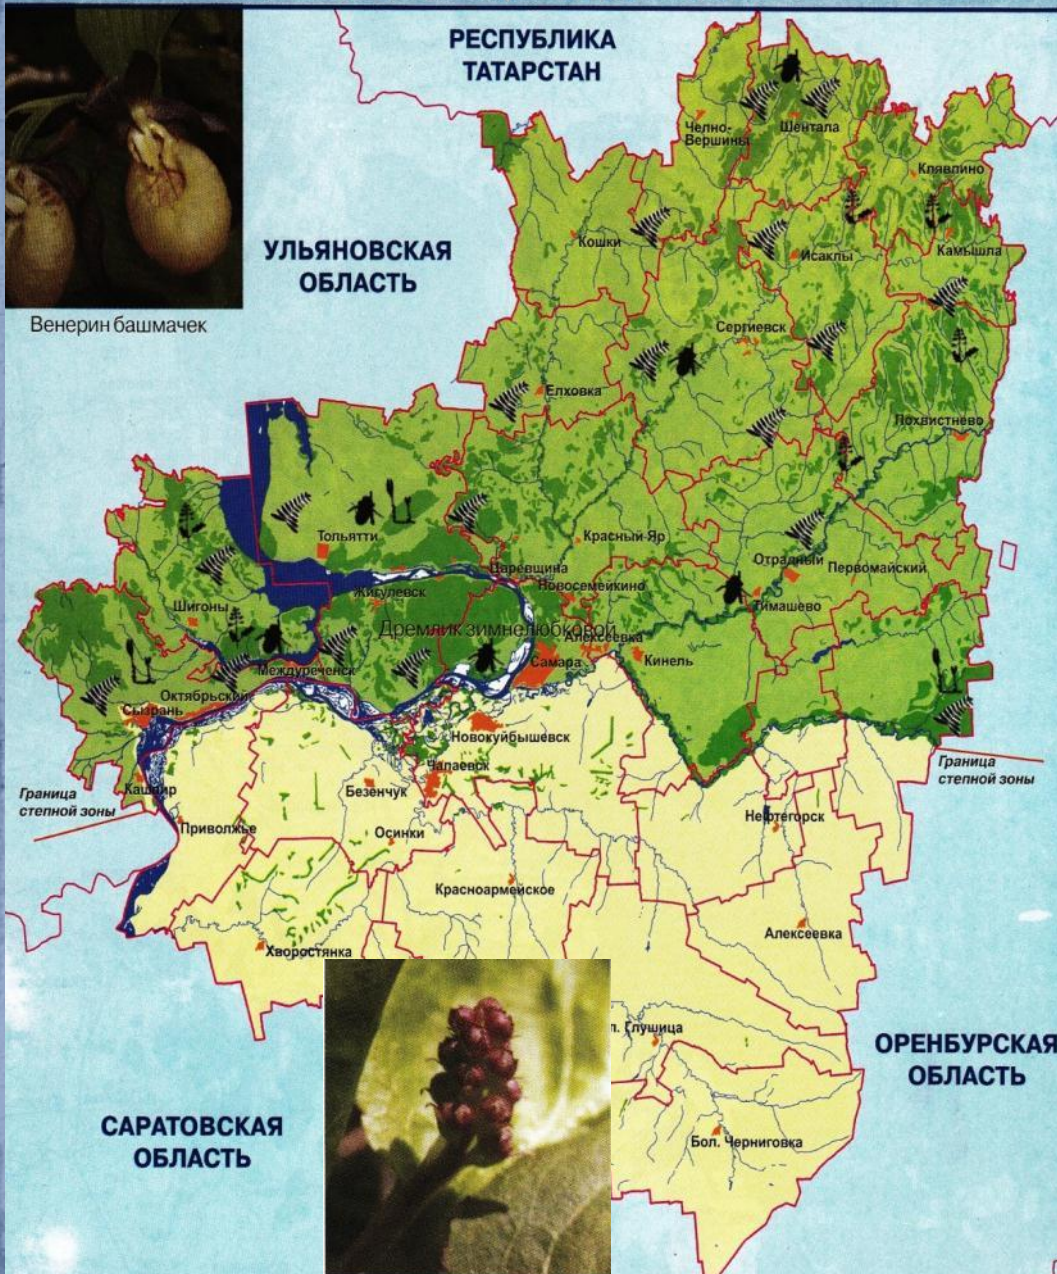 РЕСПУБЛИКА
ТАТАРСТАН
Челно-
Вершины
Шентала
Клявлино
УЛЬЯНОВСКАЯ
ОБЛАСТЬ
Кошки
Исаклы
Камышла
Венерин башмачек
Сергиевск
Елховка
Похвистнево
Тольятти
Красный Яр
Царевщина
Отрадный
Первомайский
Жигулевск
Новосемейкино
Шигоны
Тимашево
Дремлик зимнелюбковой
Алексеевка
Междуреченск
Самара
Кинель
Октябрьский
Сызрань
Новокуйбышевск
Чапаевск
Граница
степной зоны
Граница
степной зоны
Кашпир
Безенчук
Приволжье
Осинки
Нефтегорск
Красноармейское
Алексеевка
Хворостянка
л. Глушица
ОРЕНБУРСКАЯ
ОБЛАСТЬ
САРАТОВСКАЯ
ОБЛАСТЬ
Бол. Черниговка